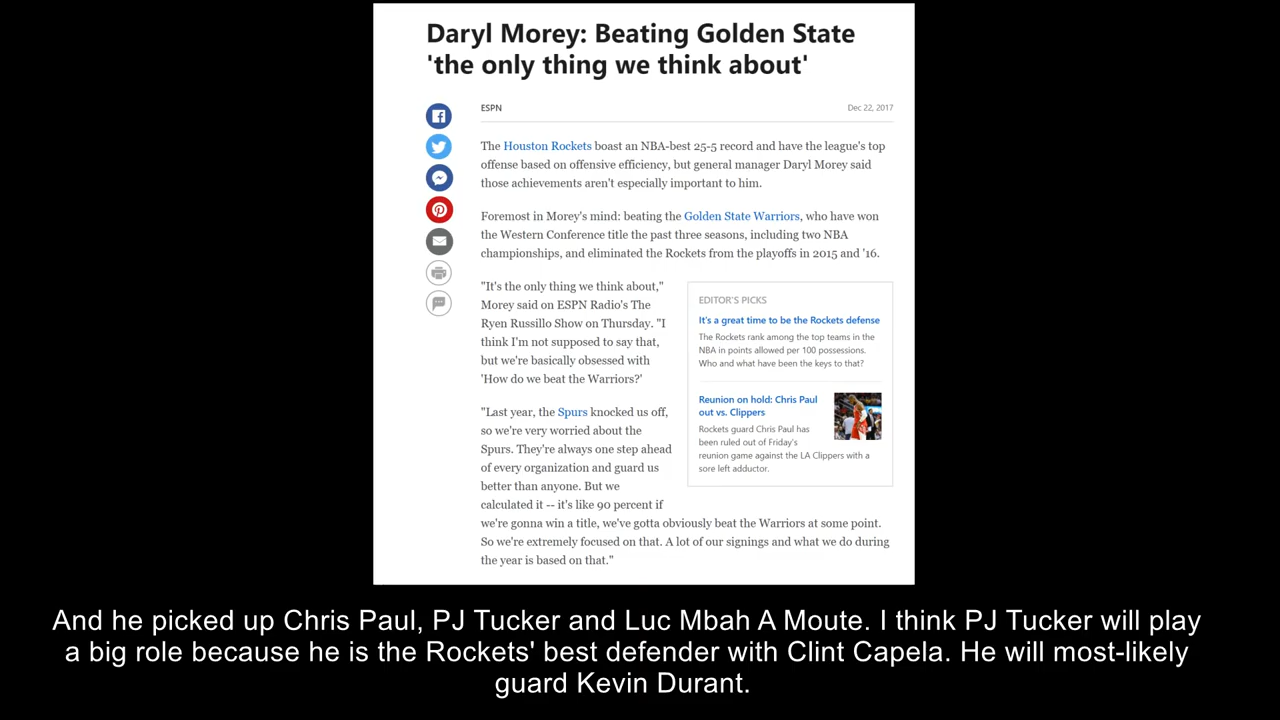 Daryl Morey: Beating Golden State
'the only thing we think about'
ESPN
Dec 22, 2017
The Houston Rockets boast an NBA-best 25-5 record and have the league's top
offense based on offensive efficiency, but general manager Daryl Morey said
those achievements aren't especially important to him.
Foremost in Morey's mind: beating the Golden State Warriors, who have won
the Western Conference title the past three seasons, including two NBA
championships, and eliminated the Rockets from the playoffs in 2015 and '16.
"It's the only thing we think about,"
Morey said on ESPN Radio's The
Ryen Russillo Show on Thursday. "I
think I'm not supposed to say that,
but we're basically obsessed with
'How do we beat the Warriors?'
"Last year, the Spurs knocked us off,
so we're very worried about the
Spurs. They're always one step ahead
of every organization and guard us
better than anyone. But we
calculated it -- it's like 90 percent if
we're gonna win a title, we've gotta obviously beat the Warriors at some point.
So we're extremely focused on that. A lot of our signings and what we do during
the year is based on that."
EDITOR'S PICKS
It's a great time to be the Rockets defense
The Rockets rank among the top teams in the
NBA in points allowed per 100 possessions.
Who and what have been the keys to that?
Reunion on hold: Chris Paul
out vs. Clippers
Rockets guard Chris Paul has
been ruled out of Friday's
reunion game against the LA Clippers with a
sore left adductor.
And he picked up Chris Paul, PJ Tucker and Luc Mbah A Moute. I think PJ Tucker will play
a big role because he is the Rockets' best defender with Clint Capela. He will most-likely
guard Kevin Durant.